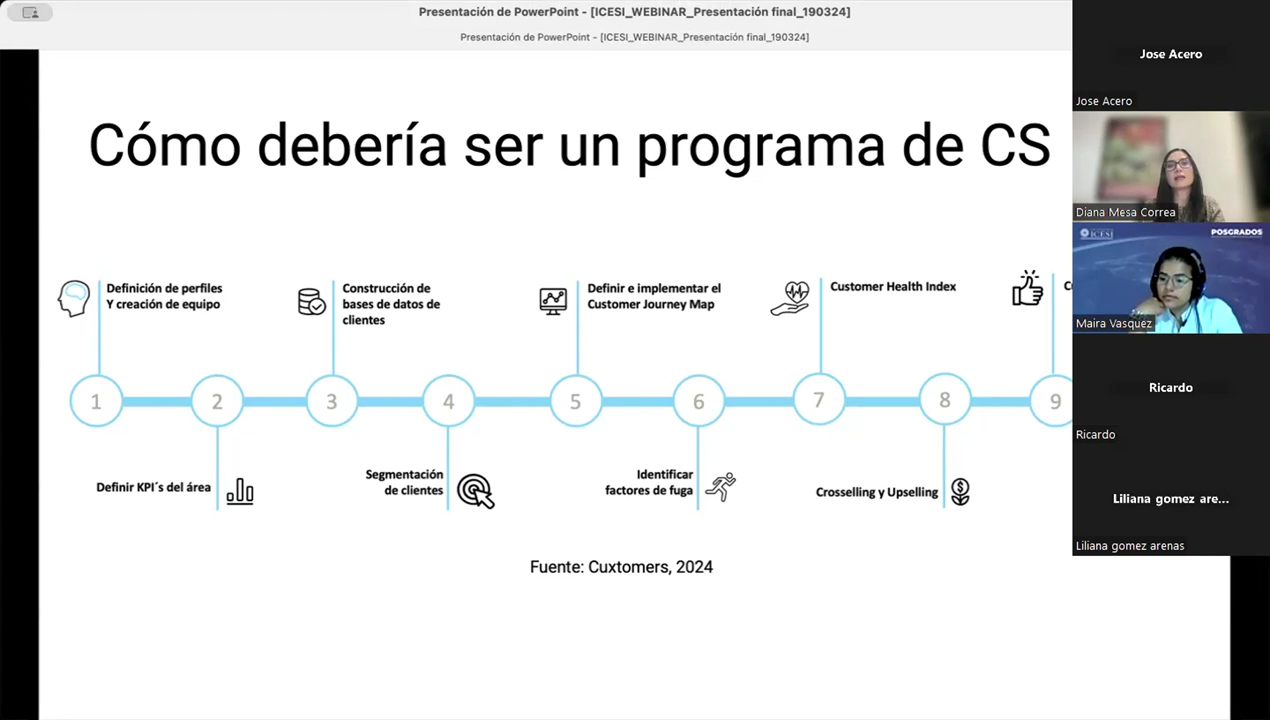 Presentación de PowerPoint - [ICESI_WEBINAR_Presentación final_190324]
Presentación de PowerPoint - [ICESI_WEBINAR_Presentación final_190324]
Cómo debería ser un programa de CS
Definición de perfiles
Y creación de equipo
Construcción de
bases de datos de
clientes
Definir e implementar el
Customer Journey Map
Customer Health Index
1
2
3
4
5
6
7
8
9
Definir KPI´s del área
Segmentación
de clientes
Identificar
factores de fuga
Crosselling y Upselling
Fuente: Cuxtomers, 2024
Jose Acero
Jose Acero
Diana Mesa Correa
ICESI
POSGRADOS
Maira Vasquez
Ricardo
Ricardo
Liliana gomez are...
Liliana gomez arenas